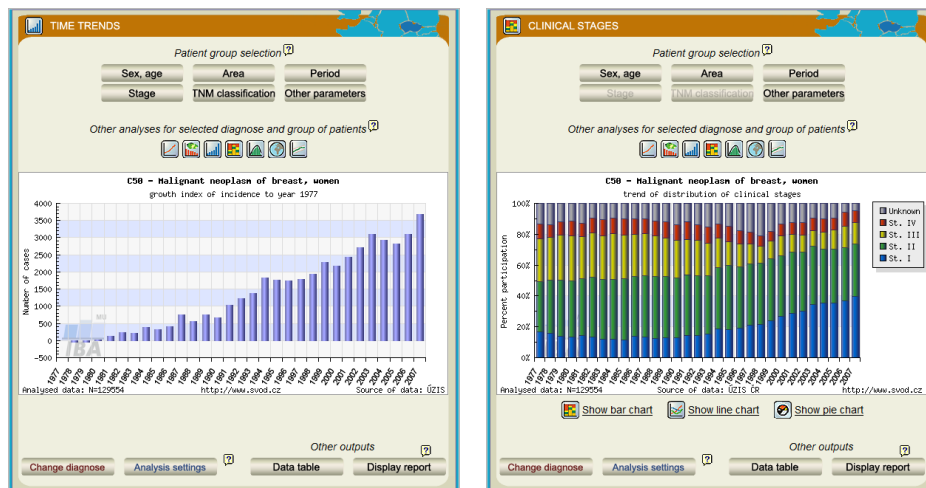 TIME TRENDS
Patient group selection ?
Sex, age
Area
Period
Stage
TNM classification
Other parameters
Other analyses for selected diagnose and group of patients ?
C50 - Malignant neoplasm of breast, women
growth index of incidence to year 1977
Number of cases
4000
3500
3000
2500
2000
1500
1000
500
0
-500
MU
IBA
1977
1978
1979
1980
1981
1982
1983
1984
1985
1986
1987
1988
1989
1990
1991
1992
1993
1994
1995
1996
1997
1998
1999
2000
2001
2002
2003
2004
2005
2006
2007
Analysed data: N=129554
http://www.svod.cz
Source of data: ÚZIS
Other outputs
Change diagnose
Analysis settings
?
Data table
Display report
?
CLINICAL STAGES
Patient group selection ?
Sex, age
Area
Period
Stage
TNM classification
Other parameters
Other analyses for selected diagnose and group of patients ?
C50 - Malignant neoplasm of breast, women
trend of distribution of clinical stages
Percent participation
100%
80%
60%
40%
20%
0%
Unknown
St. IV
St. III
St. II
St. I
1977
1978
1979
1980
1981
1982
1983
1984
1985
1986
1987
1988
1989
1990
1991
1992
1993
1994
1995
1996
1997
1998
1999
2000
2001
2002
2003
2004
2005
2006
2007
Analysed data: N=129554
Source of data: ÚZIS ČR
http://www.svod.cz
Show bar chart
Show line chart
Show pie chart
Other outputs
Change diagnose
Analysis settings
?
Data table
Display report
?